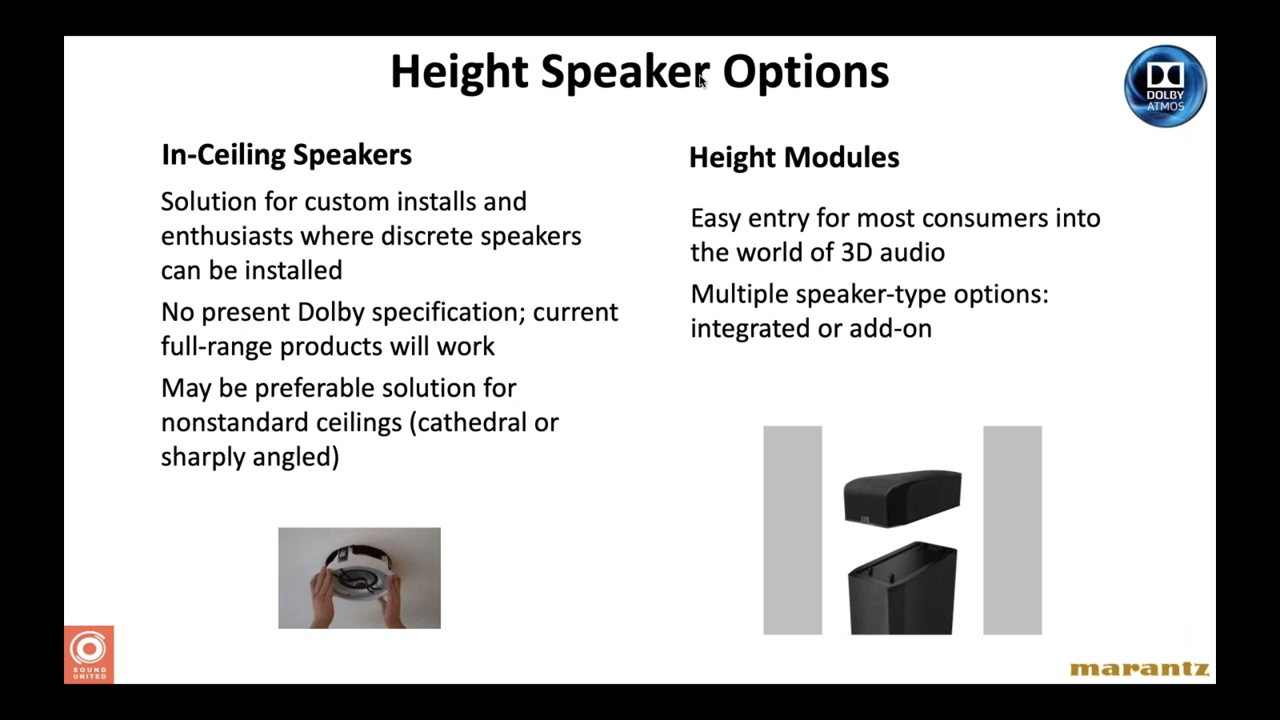 Height Speaker Options
DOLBY
ATMOS
In-Ceiling Speakers
Solution for custom installs and
enthusiasts where discrete speakers
can be installed
No present Dolby specification; current
full-range products will work
May be preferable solution for
nonstandard ceilings (cathedral or
sharply angled)
Height Modules
Easy entry for most consumers into
the world of 3D audio
Multiple speaker-type options:
integrated or add-on
SOUND
UNITED
marantz